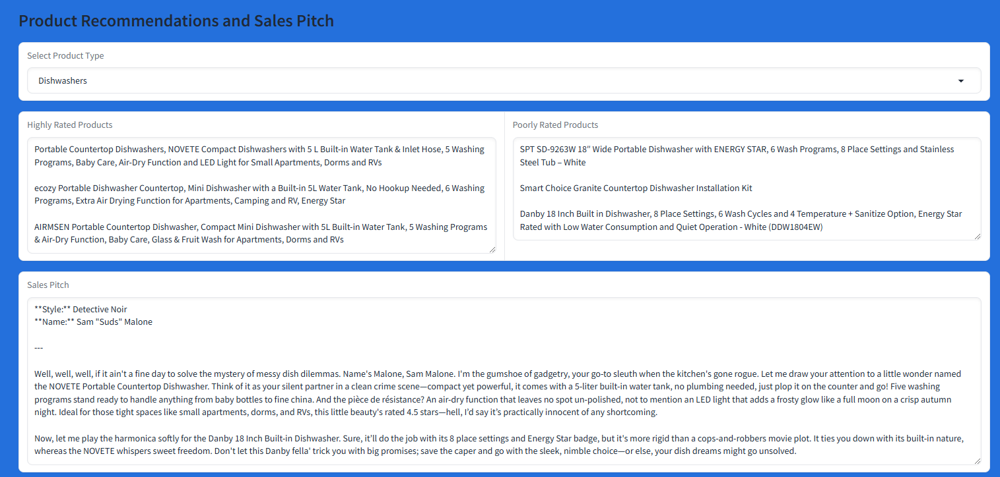 Product Recommendations and Sales Pitch
Select Product Type
Dishwashers
Highly Rated Products
Portable Countertop Dishwashers, NOVETE Compact Dishwashers with 5 L Built-in Water Tank & Inlet Hose, 5 Washing
Programs, Baby Care, Air-Dry Function and LED Light for Small Apartments, Dorms and RVs
ecozy Portable Dishwasher Countertop, Mini Dishwasher with a Built-in 5L Water Tank, No Hookup Needed, 6 Washing
Programs, Extra Air Drying Function for Apartments, Camping and RV, Energy Star
AIRMSEN Portable Countertop Dishwasher, Compact Mini Dishwasher with 5L Built-in Water Tank, 5 Washing Programs
& Air-Dry Function, Baby Care, Glass & Fruit Wash for Apartments, Dorms and RVs
Poorly Rated Products
SPT SD-9263W 18″ Wide Portable Dishwasher with ENERGY STAR, 6 Wash Programs, 8 Place Settings and Stainless
Steel Tub – White
Smart Choice Granite Countertop Dishwasher Installation Kit
Danby 18 Inch Built in Dishwasher, 8 Place Settings, 6 Wash Cycles and 4 Temperature + Sanitize Option, Energy Star
Rated with Low Water Consumption and Quiet Operation - White (DDW1804EW)
Sales Pitch
**Style:** Detective Noir
**Name:** Sam "Suds" Malone
---
Well, well, well, if it ain't a fine day to solve the mystery of messy dish dilemmas. Name's Malone, Sam Malone. I'm the gumshoe of gadgetry, your go-to sleuth when the kitchen's gone rogue. Let me draw your attention to a little wonder named
the NOVETE Portable Countertop Dishwasher. Think of it as your silent partner in a clean crime scene—compact yet powerful, it comes with a 5-liter built-in water tank, no plumbing needed, just plop it on the counter and go! Five washing
programs stand ready to handle anything from baby bottles to fine china. And the pièce de résistance? An air-dry function that leaves no spot un-polished, not to mention an LED light that adds a frosty glow like a full moon on a crisp autumn
night. Ideal for those tight spaces like small apartments, dorms, and RVs, this little beauty's rated 4.5 stars—hell, I’d say it’s practically innocent of any shortcoming.
Now, let me play the harmonica softly for the Danby 18 Inch Built-in Dishwasher. Sure, it’ll do the job with its 8 place settings and Energy Star badge, but it's more rigid than a cops-and-robbers movie plot. It ties you down with its built-in nature,
whereas the NOVETE whispers sweet freedom. Don't let this Danby fella' trick you with big promises; save the caper and go with the sleek, nimble choice—or else, your dish dreams might go unsolved.